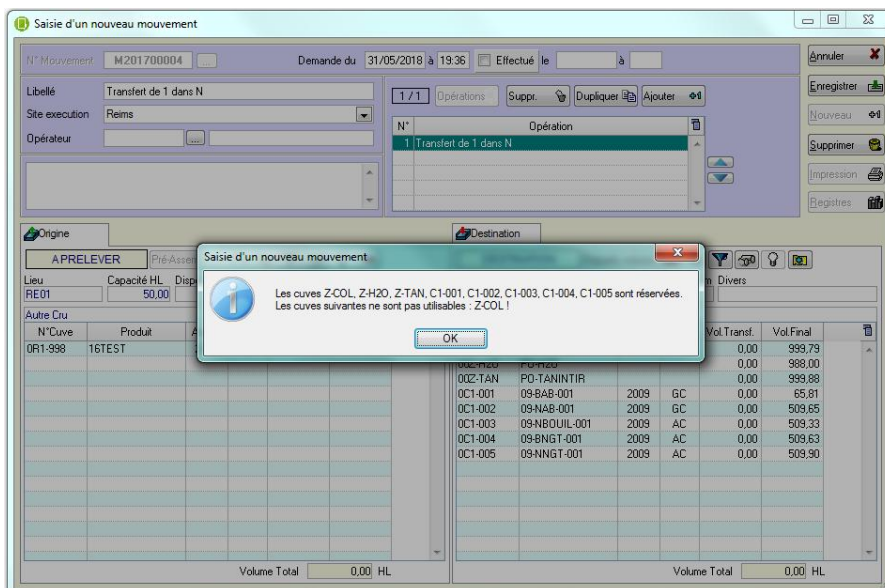 Saisie d'un nouveau mouvement
N° Mouvement M201700004 ... Demande du 31/05/2018 à 19:36 Effectué le à
Annuler
Libellé Transfert de 1 dans N
1 / 1 Opérations Suppr. Dupliquer Ajouter
Enregistrer
Site execution Reims
Nouveau
Opérateur ...
N° Opération
1 Transfert de 1 dans N
Supprimer
Impression
Registres
Origine
Destination
A PRELEVER
Saisie d'un nouveau mouvement
Lieu Capacité HL
Divers
RE01 50,00
Les cuves Z-COL, Z-H2O, Z-TAN, C1-001, C1-002, C1-003, C1-004, C1-005 sont réservées.
Les cuves suivantes ne sont pas utilisables : Z-COL !
OK
Autre Cru
N°Cuve Produit
Vol.Transf. Vol.Final
0R1-998 16TEST
0,00 999,79
00Z-H2O PO-H2O 0,00 988,00
00Z-TAN PO-TANINTIR 0,00 999,88
0C1-001 09-BAB-001 2009 GC 0,00 65,81
0C1-002 09-NAB-001 2009 GC 0,00 509,65
0C1-003 09-NBOUIL-001 2009 AC 0,00 509,33
0C1-004 09-BNGT-001 2009 AC 0,00 509,63
0C1-005 09-NNGT-001 2009 AC 0,00 509,90
Volume Total 0,00 HL
Volume Total 0,00 HL